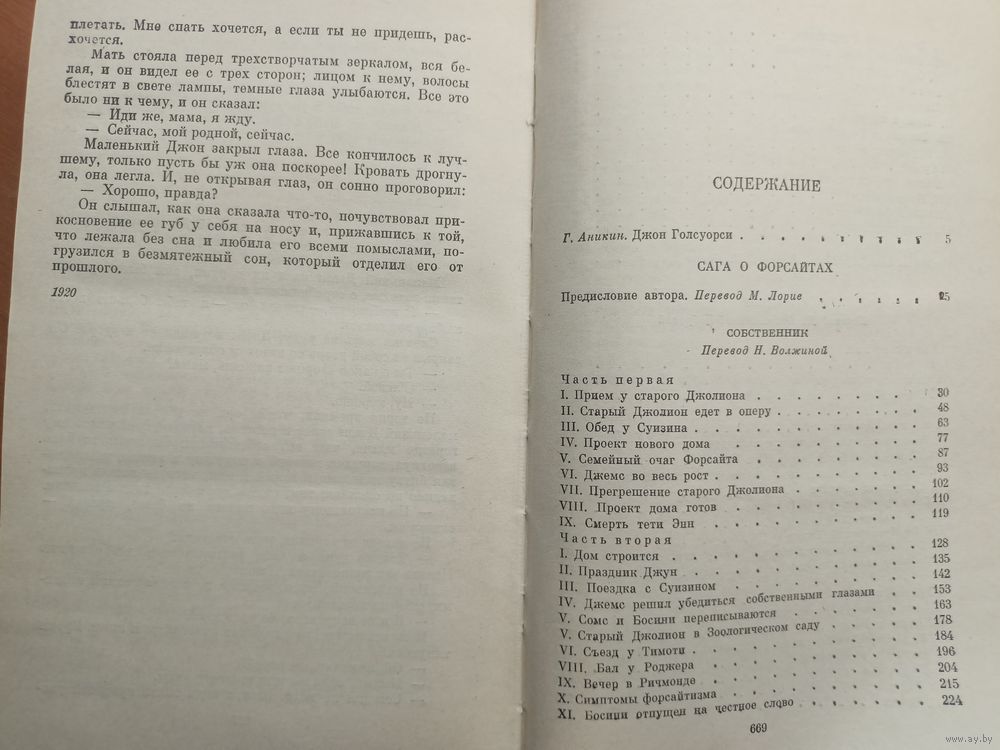 плетать. Мне спать хочется, а если ты не придешь, рас-
хочется.
Мать стояла перед трехстворчатым зеркалом, вся бе-
лая, и он видел ее с трех сторон; лицом к нему, волосы
блестят в свете лампы, темные глаза улыбаются. Все это
было ни к чему, и он сказал:
— Иди же, мама, я жду.
— Сейчас, мой родной, сейчас.
Маленький Джон закрыл глаза. Все кончилось к луч-
шему, только пусть бы уж она поскорее! Кровать дрогну-
ла, она легла. И, не открывая глаз, он сонно проговорил:
— Хорошо, правда?
Он слышал, как она сказала что-то, почувствовал при-
косновение ее губ у себя на носу и, прижавшись к той,
что лежала без сна и любила его всеми помыслами, по-
грузился в безмятежный сон, который отделил его от
прошлого.
1920
СОДЕРЖАНИЕ
Г. Аникин. Джон Голсуорси . . . . . . . . . . 5
САГА О ФОРСАЙТАХ
Предисловие автора. Перевод М. Лорие . . . . . . 25
СОБСТВЕННИК
Перевод Н. Волжиной
Часть первая
I. Прием у старого Джолиона . . . . . . . . 30
II. Старый Джолион едет в оперу . . . . . . . 48
III. Обед у Суизина . . . . . . . . . . . 63
IV. Проект нового дома . . . . . . . . . 77
V. Семейный очаг Форсайта . . . . . . . . 87
VI. Джемс во весь рост . . . . . . . . . . 93
VII. Прегрешение старого Джолиона . . . . . . 102
VIII. Проект дома готов . . . . . . . . . 110
IX. Смерть тети Энн . . . . . . . . . . 119
Часть вторая
I. Дом строится . . . . . . . . . . . 128
II. Праздник Джун . . . . . . . . . . . 135
III. Поездка с Суизином . . . . . . . . . 142
IV. Джемс решил убедиться собственными глазами . . 153
V. Сомс и Босини переписываются . . . . . . 163
V. Старый Джолион в Зоологическом саду . . . . . 178
VI. Съезд у Тимоти . . . . . . . . . . . 184
VIII. Бал у Роджера . . . . . . . . . . 196
IX. Вечер в Ричмонде . . . . . . . . . . 204
X. Симптомы форсайтизма . . . . . . . . . 215
XI. Босини отпущен на честное слово . . . . . . 224
669
www.ay.by